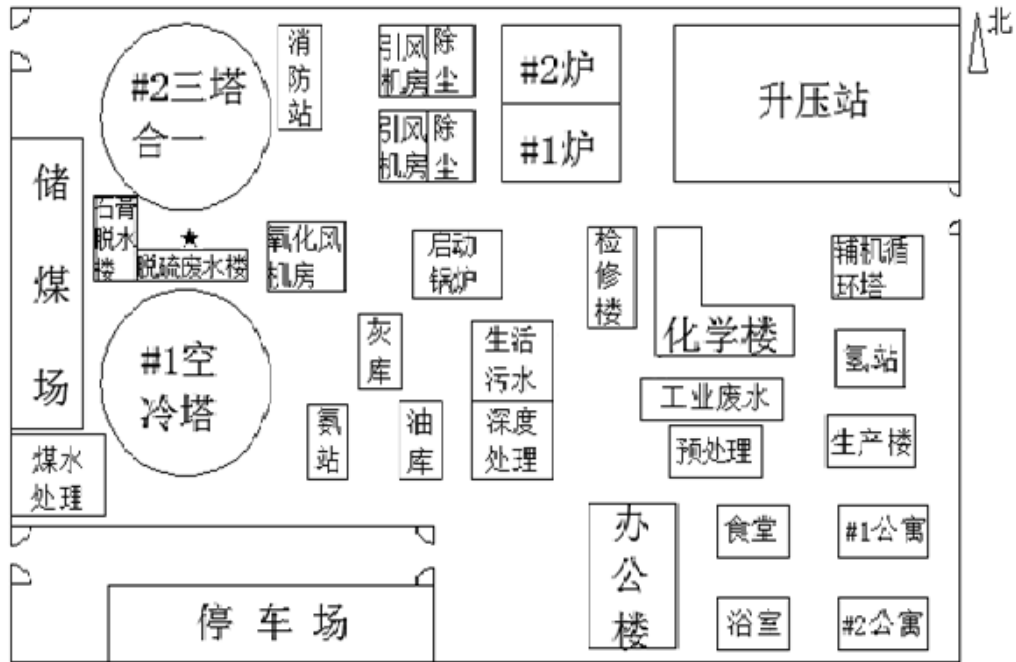 北
#2三塔
合一
消
防
站
引风
机房
除
尘
#2炉
升压站
引风
机房
除
尘
#1炉
储
煤
场
石膏
脱水
楼
脱硫废水楼
氧化风
机房
启动
锅炉
检
修
楼
化学楼
辅机循
环塔
#1空
冷塔
灰
库
生活
污水
氢站
氨
站
油
库
深度
处理
工业废水
预处理
生产楼
煤水
处理
办
公
楼
食堂
#1公寓
停车场
浴室
#2公寓